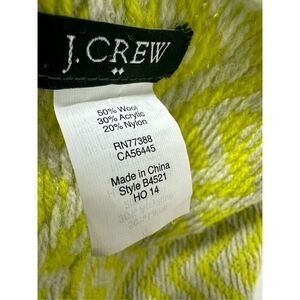 J.CREW
50% Wool
30% Acrylic
20% Nylon
RN77388
CA56445
Made in China
Style B4521
HO 14